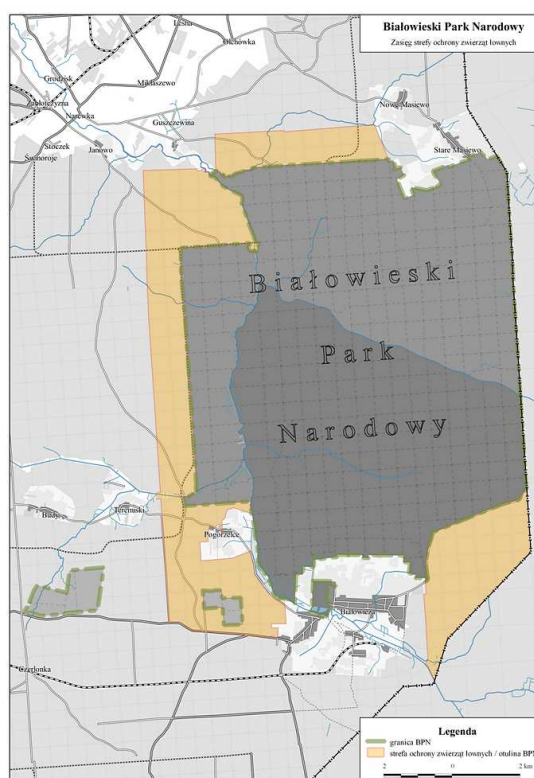 Białowieski Park Narodowy
Zasięg strefy ochrony zwierząt łownych
Leśna
Olchówka
Grodzisk
Mikłaszewo
Zabłotczyzna
Narewka
Guszczewina
Nowe Masiewo
Stoczek
Janowo
Stare Masiewo
Świnoroje
Białowieski
Park
Narodowy
Budy
Teremiski
Pogorzelce
Białowieża
Czerlonka
Legenda
granica BPN
strefa ochrony zwierząt łownych / otulina BPN
2 0 2 km